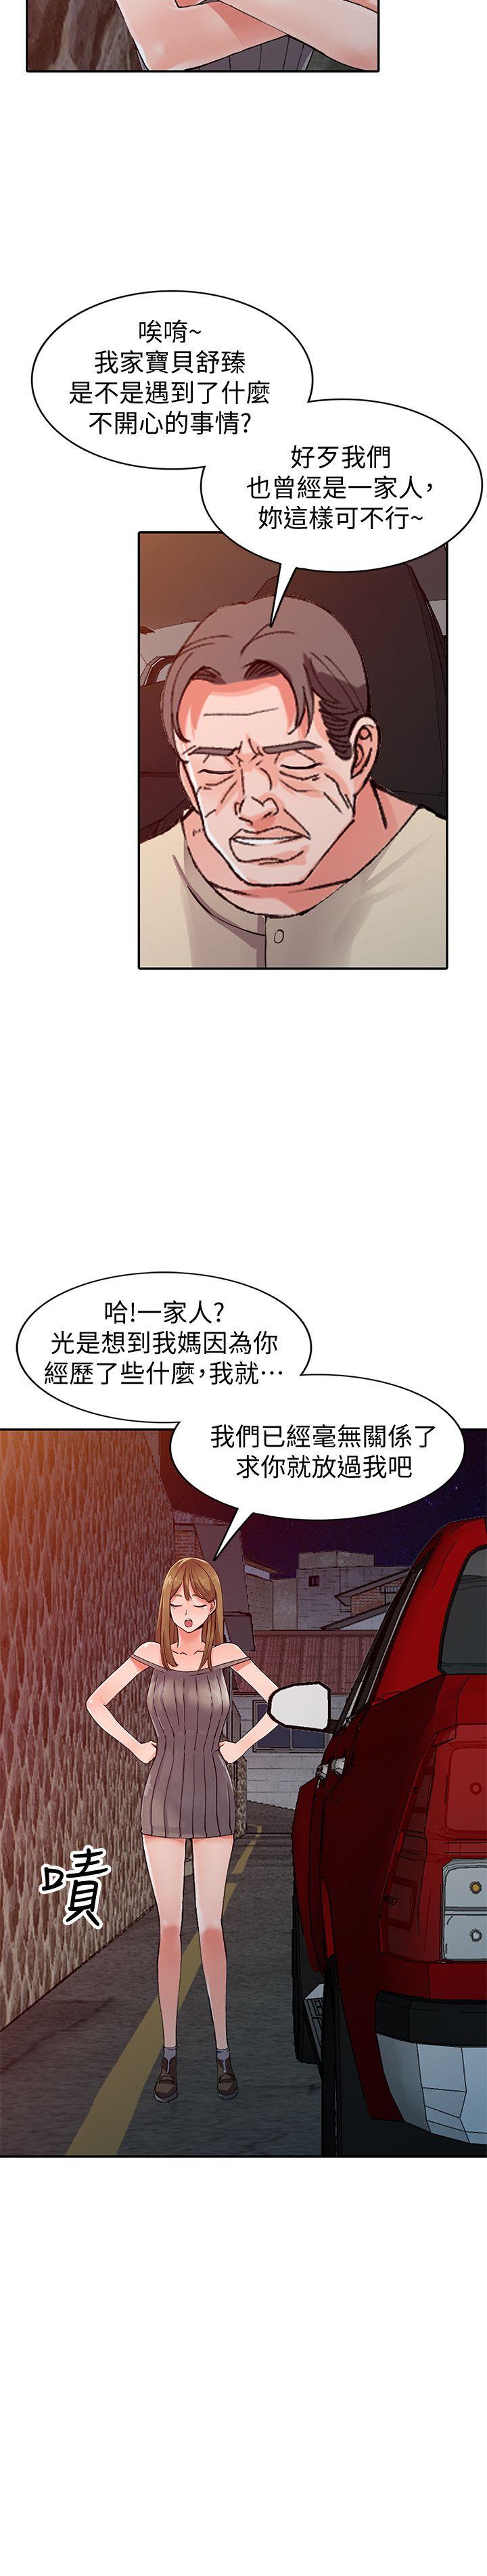 唉唷~
我家寶貝舒臻
是不是遇到了什麼
不開心的事情?
好歹我們
也曾經是一家人，
妳這樣可不行~
哈!一家人?
光是想到我媽因為你
經歷了些什麼，我就…
我們已經毫無關係了
求你就放過我吧
嘖